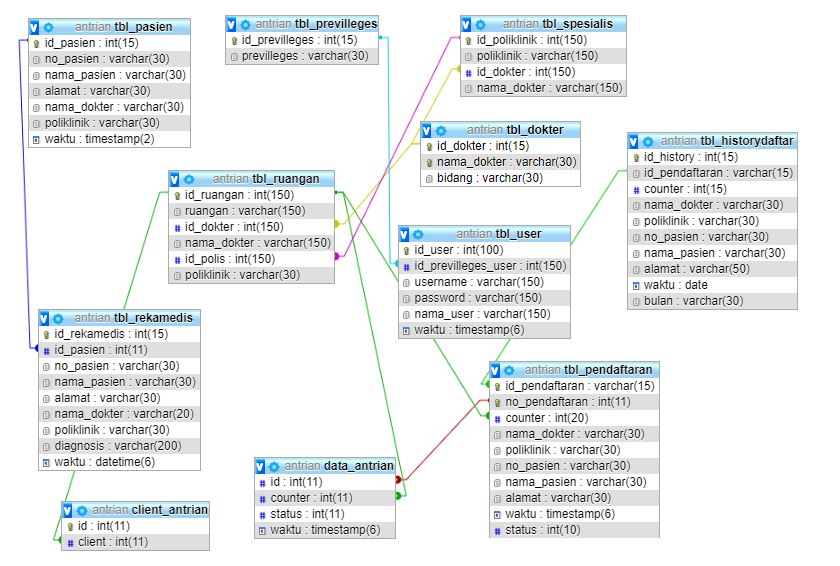 antrian tbl_pasien
id_pasien : int(15)
no_pasien : varchar(30)
nama_pasien : varchar(30)
alamat : varchar(30)
nama_dokter : varchar(30)
poliklinik : varchar(30)
waktu : timestamp(2)
antrian tbl_previlleges
id_previlleges : int(15)
previlleges : varchar(30)
antrian tbl_spesialis
id_poliklinik : int(150)
poliklinik : varchar(150)
id_dokter : int(150)
nama_dokter : varchar(150)
antrian tbl_dokter
id_dokter : int(15)
nama_dokter : varchar(30)
bidang : varchar(30)
antrian tbl_historydaftar
id_history : int(15)
id_pendaftaran : varchar(15)
counter : int(15)
nama_dokter : varchar(30)
poliklinik : varchar(30)
no_pasien : varchar(30)
nama_pasien : varchar(30)
alamat : varchar(50)
waktu : date
bulan : varchar(30)
antrian tbl_ruangan
id_ruangan : int(150)
ruangan : varchar(150)
id_dokter : int(150)
nama_dokter : varchar(150)
id_polis : int(150)
poliklinik : varchar(30)
antrian tbl_user
id_user : int(100)
id_previlleges_user : int(150)
username : varchar(150)
password : varchar(150)
nama_user : varchar(150)
waktu : timestamp(6)
antrian tbl_rekamedis
id_rekamedis : int(15)
id_pasien : int(11)
no_pasien : varchar(30)
nama_pasien : varchar(30)
alamat : varchar(30)
nama_dokter : varchar(20)
poliklinik : varchar(30)
diagnosis : varchar(200)
waktu : datetime(6)
antrian tbl_pendaftaran
id_pendaftaran : varchar(15)
no_pendaftaran : int(11)
counter : int(20)
nama_dokter : varchar(30)
poliklinik : varchar(30)
no_pasien : varchar(30)
nama_pasien : varchar(30)
alamat : varchar(30)
waktu : timestamp(6)
status : int(10)
antrian data_antrian
id : int(11)
counter : int(11)
status : int(11)
waktu : timestamp(6)
antrian client_antrian
id : int(11)
client : int(11)